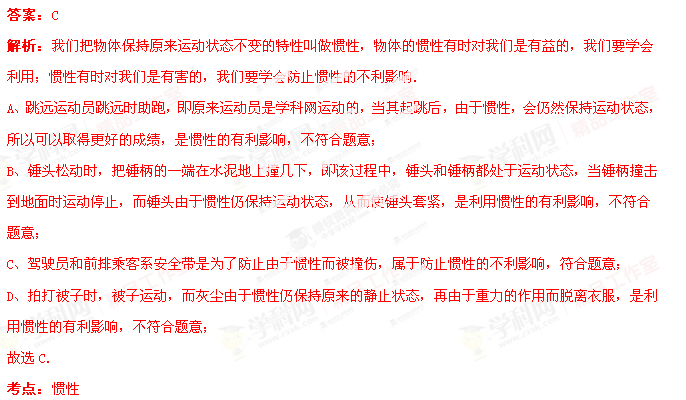 答案：C
解析：我们把物体保持原来运动状态不变的特性叫做惯性，物体的惯性有时对我们是有益的，我们要学会
利用；惯性有时对我们是有害的，我们要学会防止惯性的不利影响．
A、跳远运动员跳远时助跑，即原来运动员是学科网运动的，当其起跳后，由于惯性，会仍然保持运动状态，
所以可以取得更好的成绩，是惯性的有利影响，不符合题意；
B、锤头松动时，把锤柄的一端在水泥地上撞几下，即该过程中，锤头和锤柄都处于运动状态，当锤柄撞击
到地面时运动停止，而锤头由于惯性仍保持运动状态，从而使锤头套紧，是利用惯性的有利影响，不符合
题意；
C、驾驶员和前排乘客系安全带是为了防止由于惯性而被撞伤，属于防止惯性的不利影响，符合题意；
D、拍打被子时，被子运动，而灰尘由于惯性仍保持原来的静止状态，再由于重力的作用而脱离衣服，是利
用惯性的有利影响，不符合题意；
故选 C.
考点：惯性